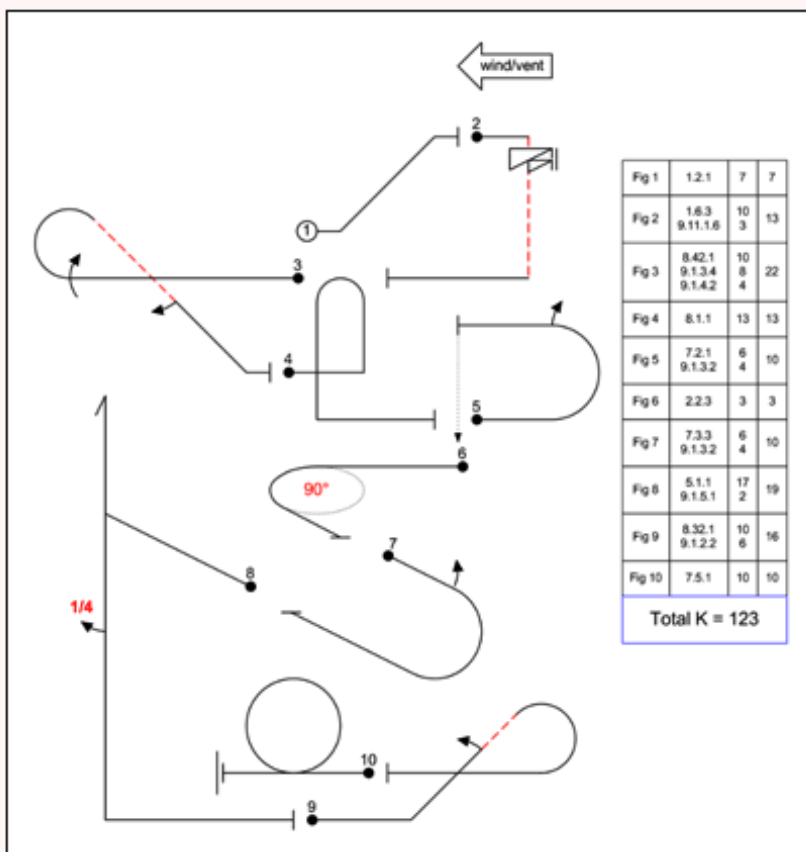 wind/vent
2
1
3
4
5
6
90°
7
8
1/4
10
9
Fig 1 1.2.1 7 7
Fig 2 1.6.3 10 13
9.11.1.6 3
Fig 3 8.42.1 10 22
9.1.3.4 8
9.1.4.2 4
Fig 4 8.1.1 13 13
Fig 5 7.2.1 6 10
9.1.3.2 4
Fig 6 2.2.3 3 3
Fig 7 7.3.3 6 10
9.1.3.2 4
Fig 8 5.1.1 17 19
9.1.5.1 2
Fig 9 8.32.1 10 16
9.1.2.2 6
Fig 10 7.5.1 10 10
Total K = 123